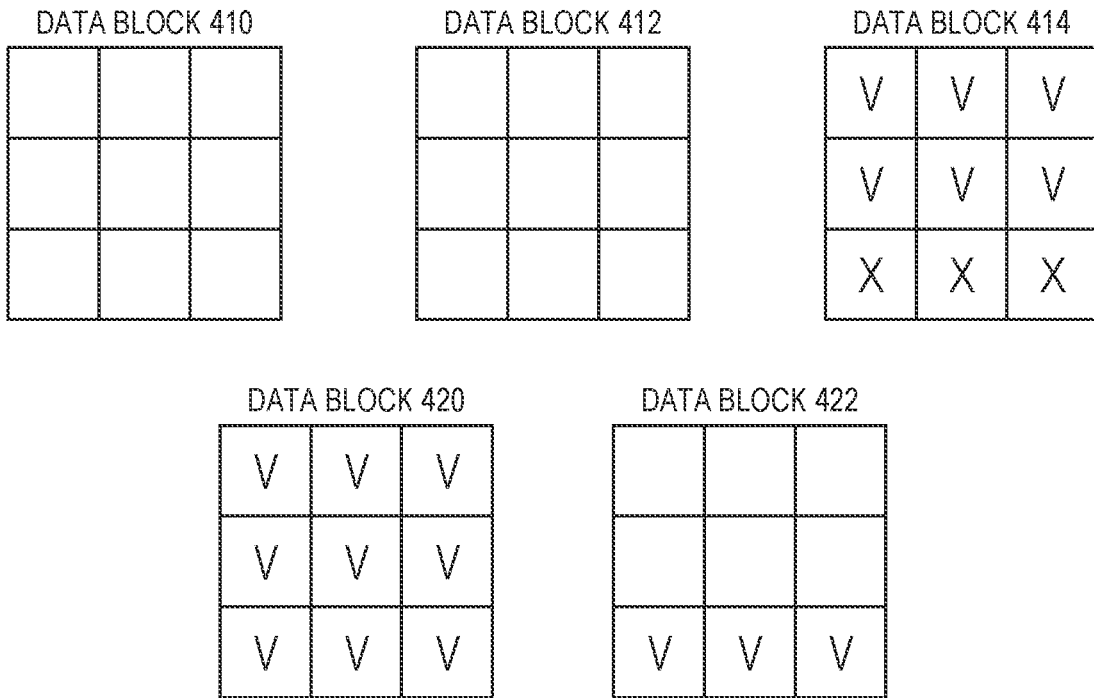 DATA BLOCK 410
DATA BLOCK 412
DATA BLOCK 414
V V V
V V V
X X X
DATA BLOCK 420
DATA BLOCK 422
V V V
V V V
V V V
V V V